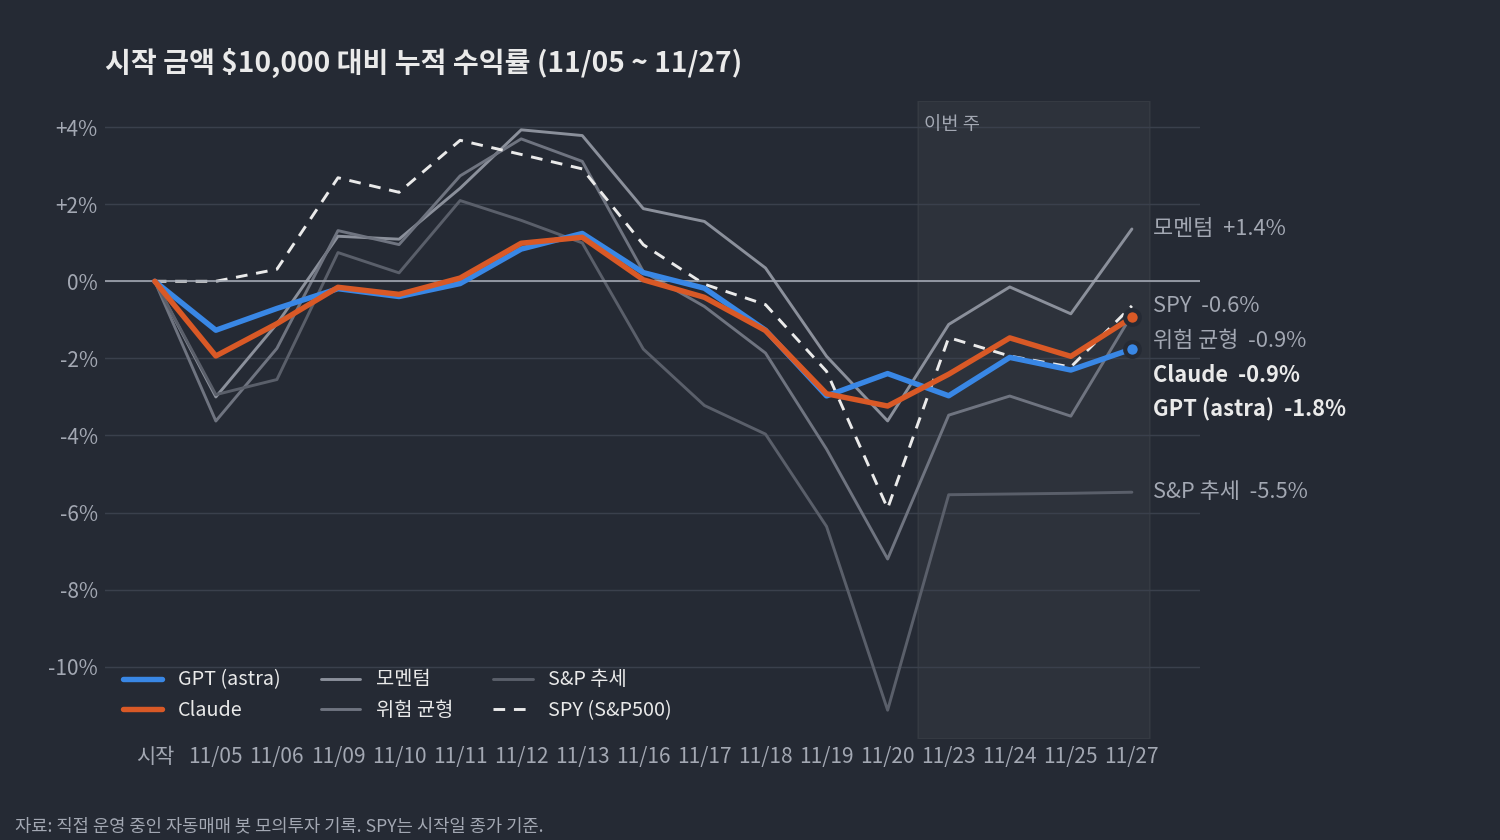 시작 금액 $10,000 대비 누적 수익률 (11/05 ~ 11/27)
이번 주
+4%
+2%
0%
-2%
-4%
-6%
-8%
-10%
모멘텀 +1.4%
SPY -0.6%
위험 균형 -0.9%
Claude -0.9%
GPT (astra) -1.8%
S&P 추세 -5.5%
GPT (astra) 모멘텀 S&P 추세
Claude 위험 균형 SPY (S&P500)
시작 11/05 11/06 11/09 11/10 11/11 11/12 11/13 11/16 11/17 11/18 11/19 11/20 11/23 11/24 11/25 11/27
자료: 직접 운영 중인 자동매매 봇 모의투자 기록. SPY는 시작일 종가 기준.